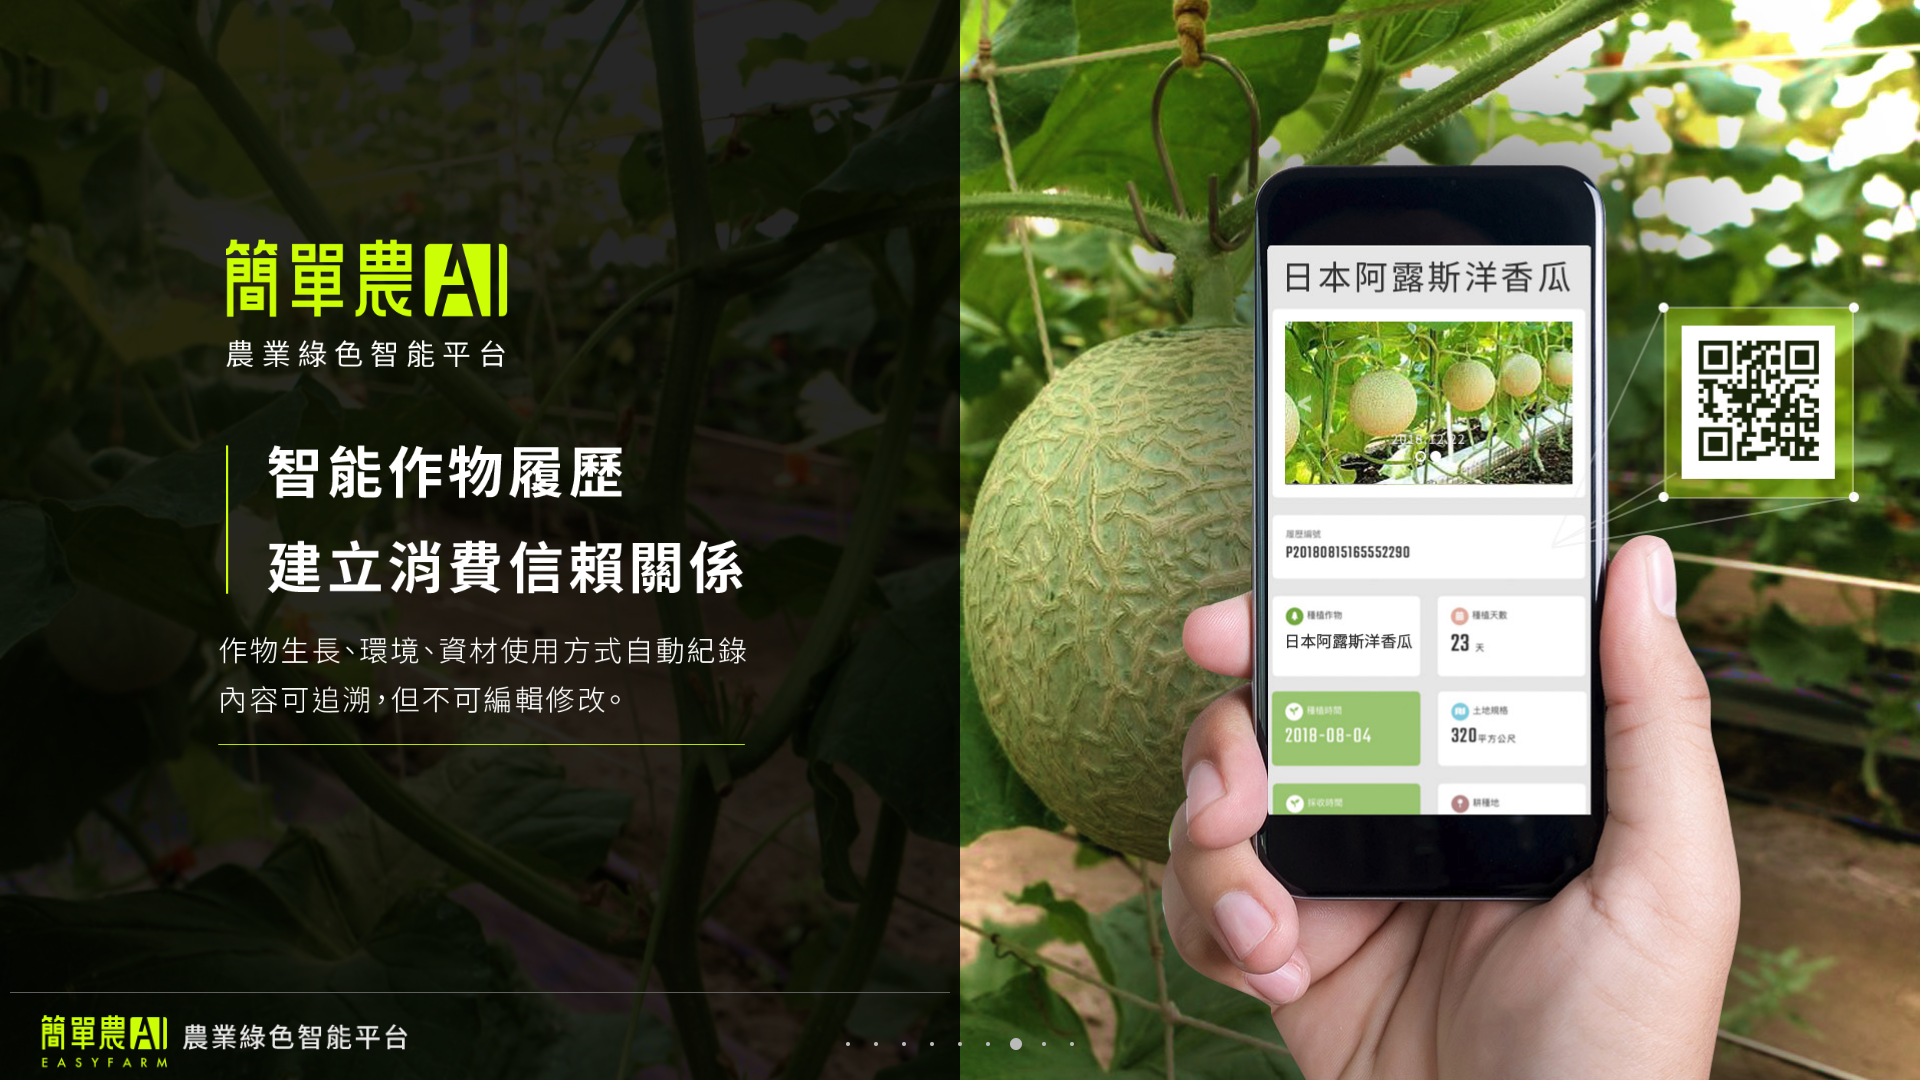 簡單農AI
農業綠色智能平台
智能作物履歷
建立消費信賴關係
作物生長、環境、資材使用方式自動紀錄
內容可追溯，但不可編輯修改。
簡單農AI
EASYFARM
農業綠色智能平台
日本阿露斯洋香瓜
2018.12.22
履歷編號
P20180815165552290
種植作物
日本阿露斯洋香瓜
種植天數
23 天
種植時間
2018-08-04
土地規格
320平方公尺
採收時間
耕種地